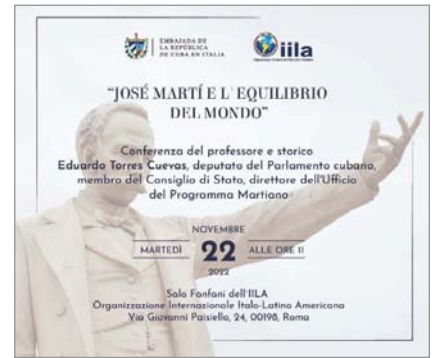 EMBAJADA DE
LA REPÚBLICA
DE CUBA EN ITALIA
iila
"JOSÉ MARTÍ E L' EQUILIBRIO
DEL MONDO"
Conferenza del professore e storico
Eduardo Torres Cuevas, deputato del Parlamento cubano,
membro del Consiglio di Stato, direttore dell'Ufficio
del Programma Martiano
NOVEMBRE
MARTEDÌ 22 ALLE ORE 11
2022
Sala Fanfani dell'IILA
Organizzazione Internazionale Italo-Latino Americana
Via Giovanni Paisiello, 24, 00198, Roma